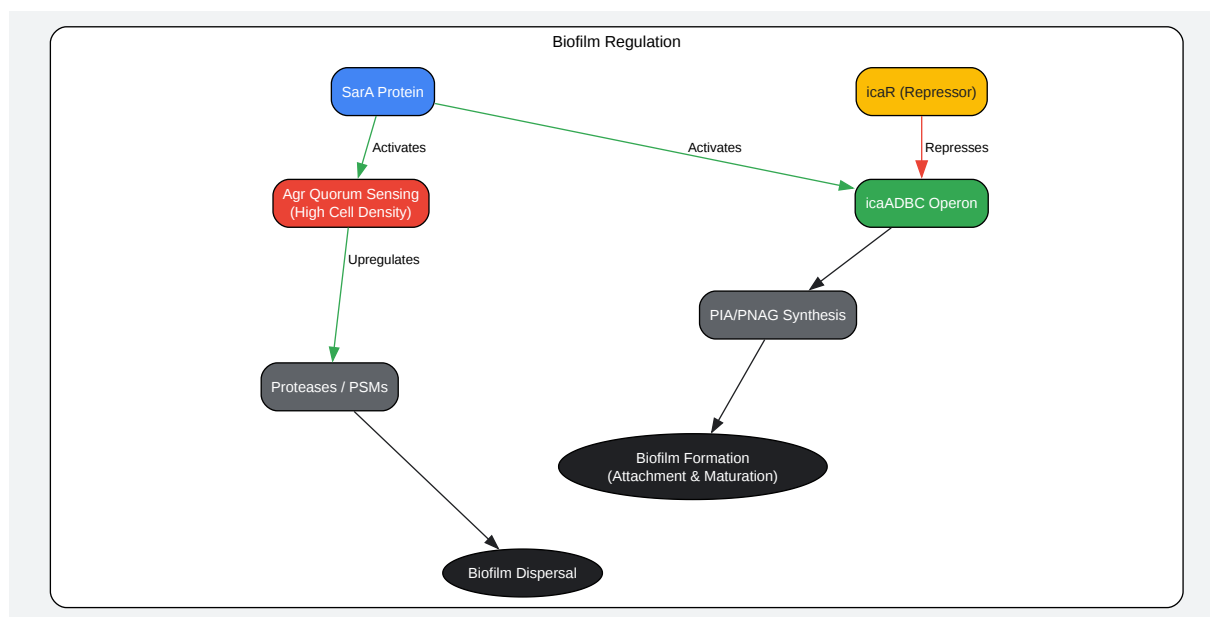 Biofilm Regulation
SarA Protein
icaR (Repressor)
Activates
Activates
Represses
Agr Quorum Sensing
(High Cell Density)
icaADBC Operon
Upregulates
PIA/PNAG Synthesis
Proteases / PSMs
Biofilm Formation
(Attachment & Maturation)
Biofilm Dispersal